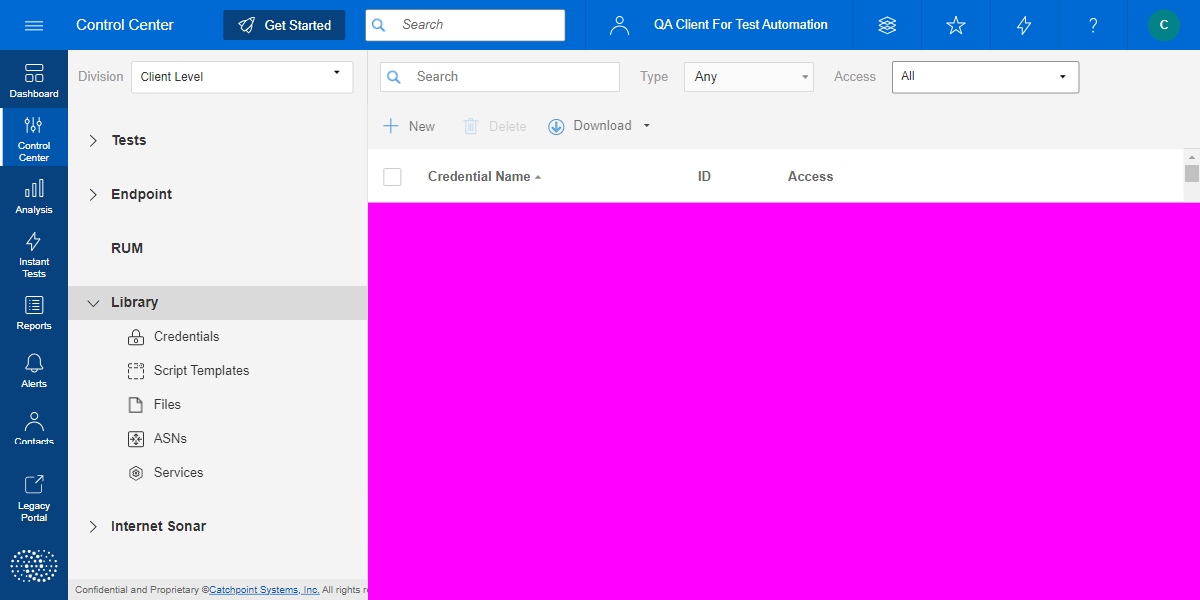 Control Center
Get Started
Search
QA Client For Test Automation
?
C
Dashboard
Control
Center
Analysis
Instant
Tests
Reports
Alerts
Contacts
Legacy
Portal
Division
Client Level
Tests
Endpoint
RUM
Library
Credentials
Script Templates
Files
ASNs
Services
Internet Sonar
Confidential and Proprietary ©Catchpoint Systems, Inc. All rights r
Search
Type
Any
Access
All
New
Delete
Download
Credential Name
ID
Access